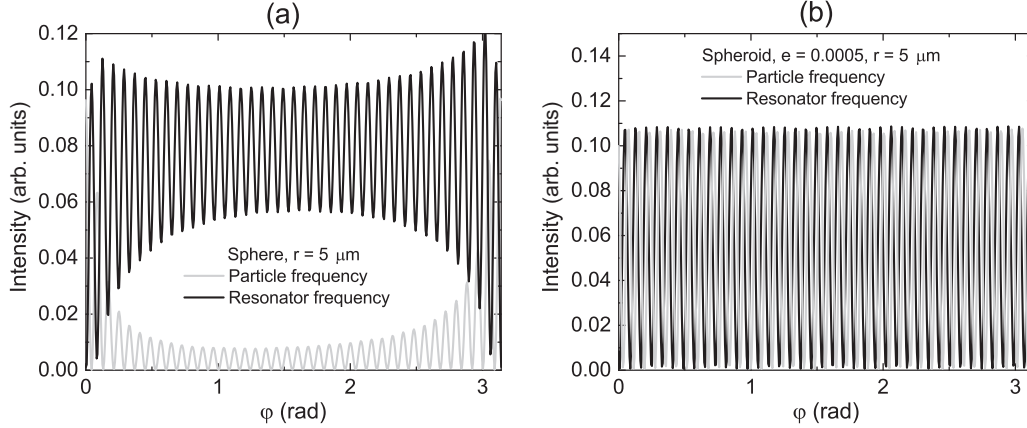 (a)
0.12
0.10
0.08
0.06
0.04
0.02
0.00
Intensity (arb. units)
Sphere, r = 5 μm
Particle frequency
Resonator frequency
0 1 2 3
φ (rad)
(b)
0.14
0.12
0.10
0.08
0.06
0.04
0.02
0.00
Intensity (arb. units)
Spheroid, e = 0.0005, r = 5 μm
Particle frequency
Resonator frequency
0 1 2 3
φ (rad)